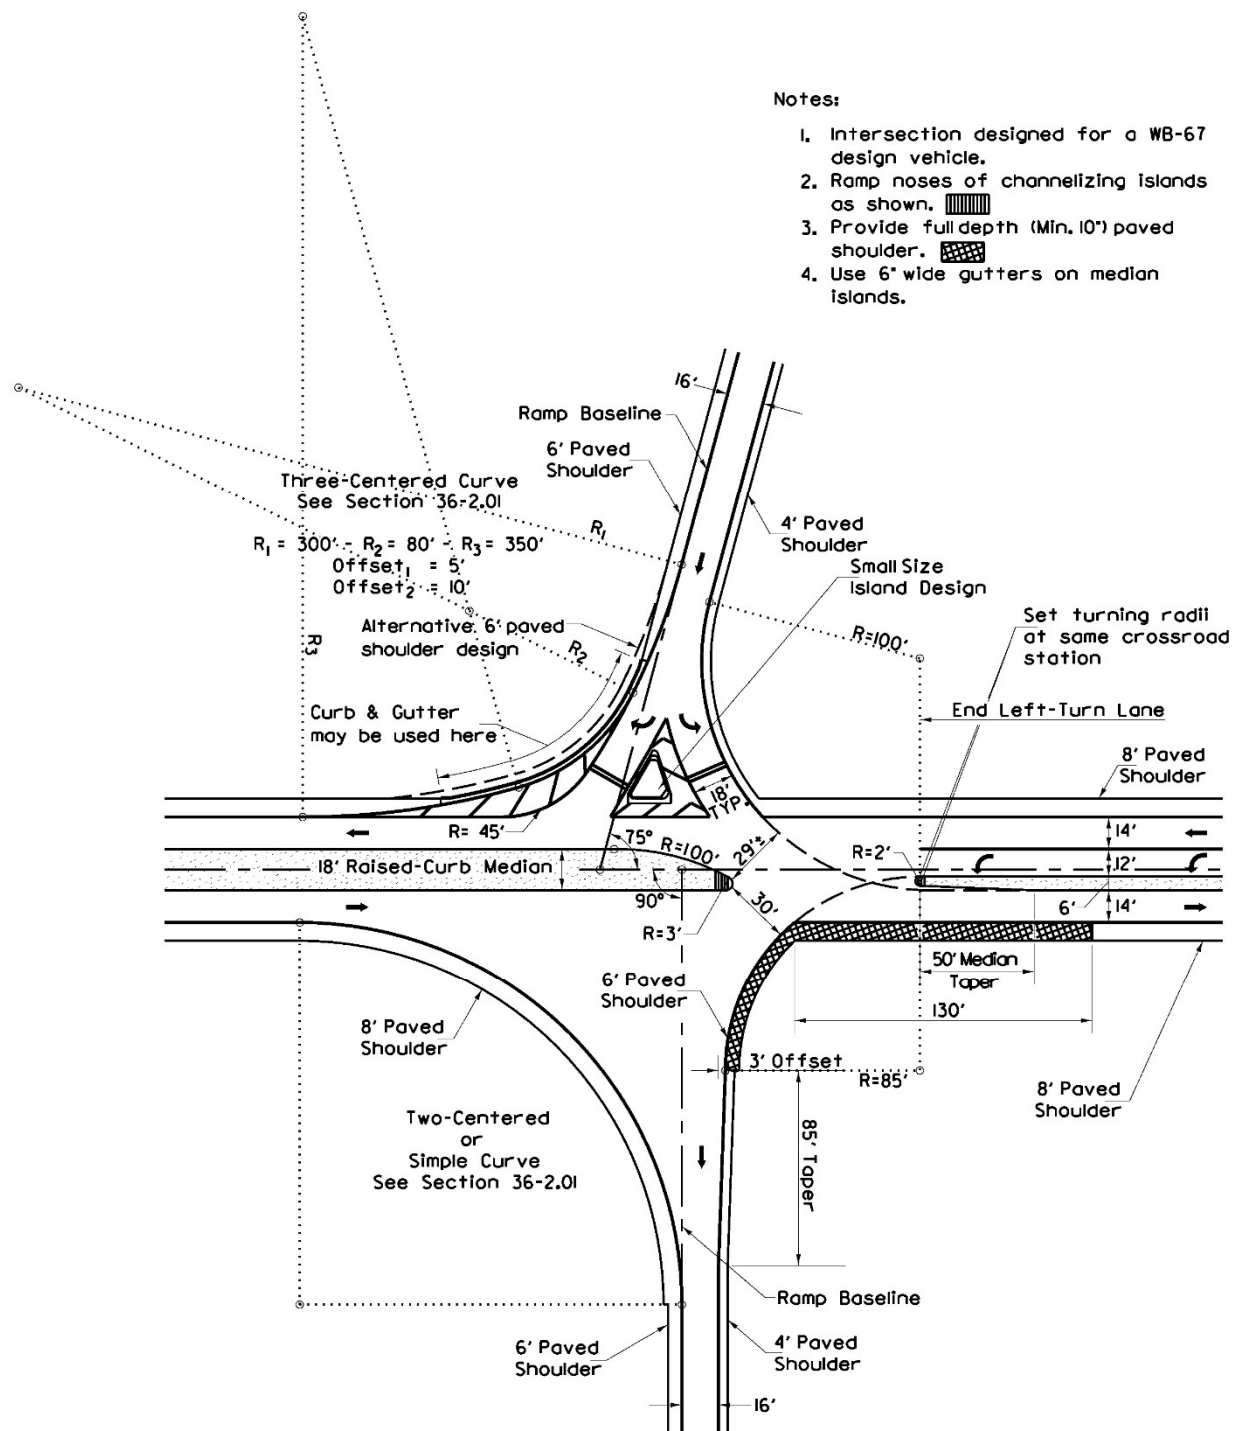 Notes:
1. Intersection designed for a WB-67
design vehicle.
2. Ramp noses of channelizing islands
as shown.
3. Provide full depth (Min. 10") paved
shoulder.
4. Use 6" wide gutters on median
islands.
16'
Ramp Baseline
6' Paved
Shoulder
Three-Centered Curve
See Section 36-2.01
R₁
4' Paved
Shoulder
R₁ = 300' - R₂ = 80' - R₃ = 350'
Offset₁ = 5'
Offset₂ = 10'
Small Size
Island Design
Set turning radii
at same crossroad
station
Alternative 6' paved
shoulder design
R₃
R₂
R=100'
Curb & Gutter
may be used here
End Left-Turn Lane
8' Paved
Shoulder
18'
TYP.
R= 45'
75°
R=100'
29'±
14'
18' Raised-Curb Median
R=2'
12'
90°
30'
6'
14'
R=3'
50' Median
Taper
6' Paved
Shoulder
130'
8' Paved
Shoulder
3' Offset
R=85'
8' Paved
Shoulder
Two-Centered
or
Simple Curve
See Section 36-2.01
85' Taper
Ramp Baseline
6' Paved
Shoulder
4' Paved
Shoulder
16'